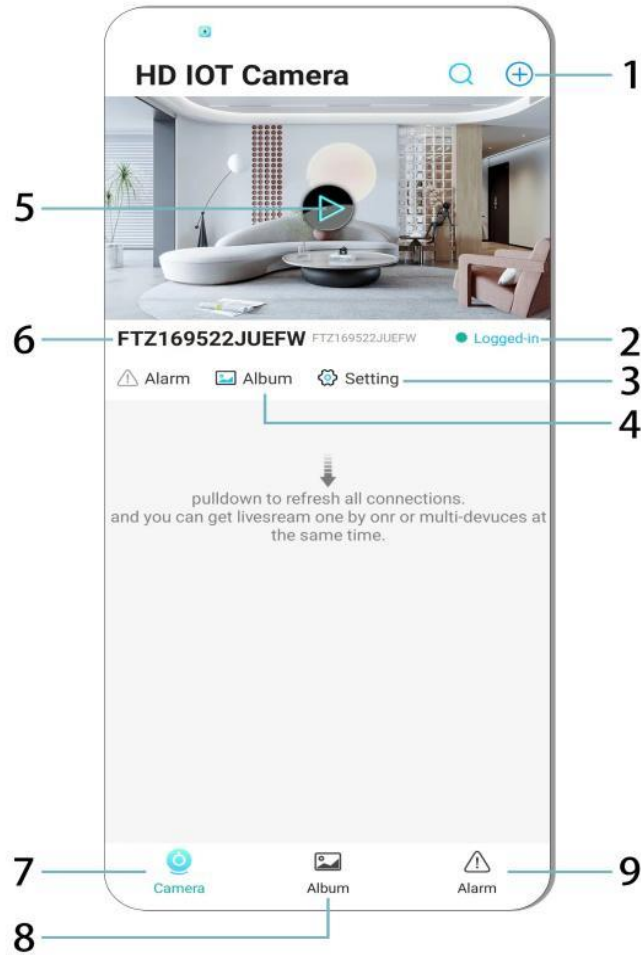 HD IOT Camera
1
5
6
FTZ169522JUEFW FTZ169522JUEFW Logged-in
2
Alarm Album Setting
3
4
pulldown to refresh all connections.
and you can get livesream one by onr or multi-devuces at
the same time.
7
Camera Album Alarm
9
8